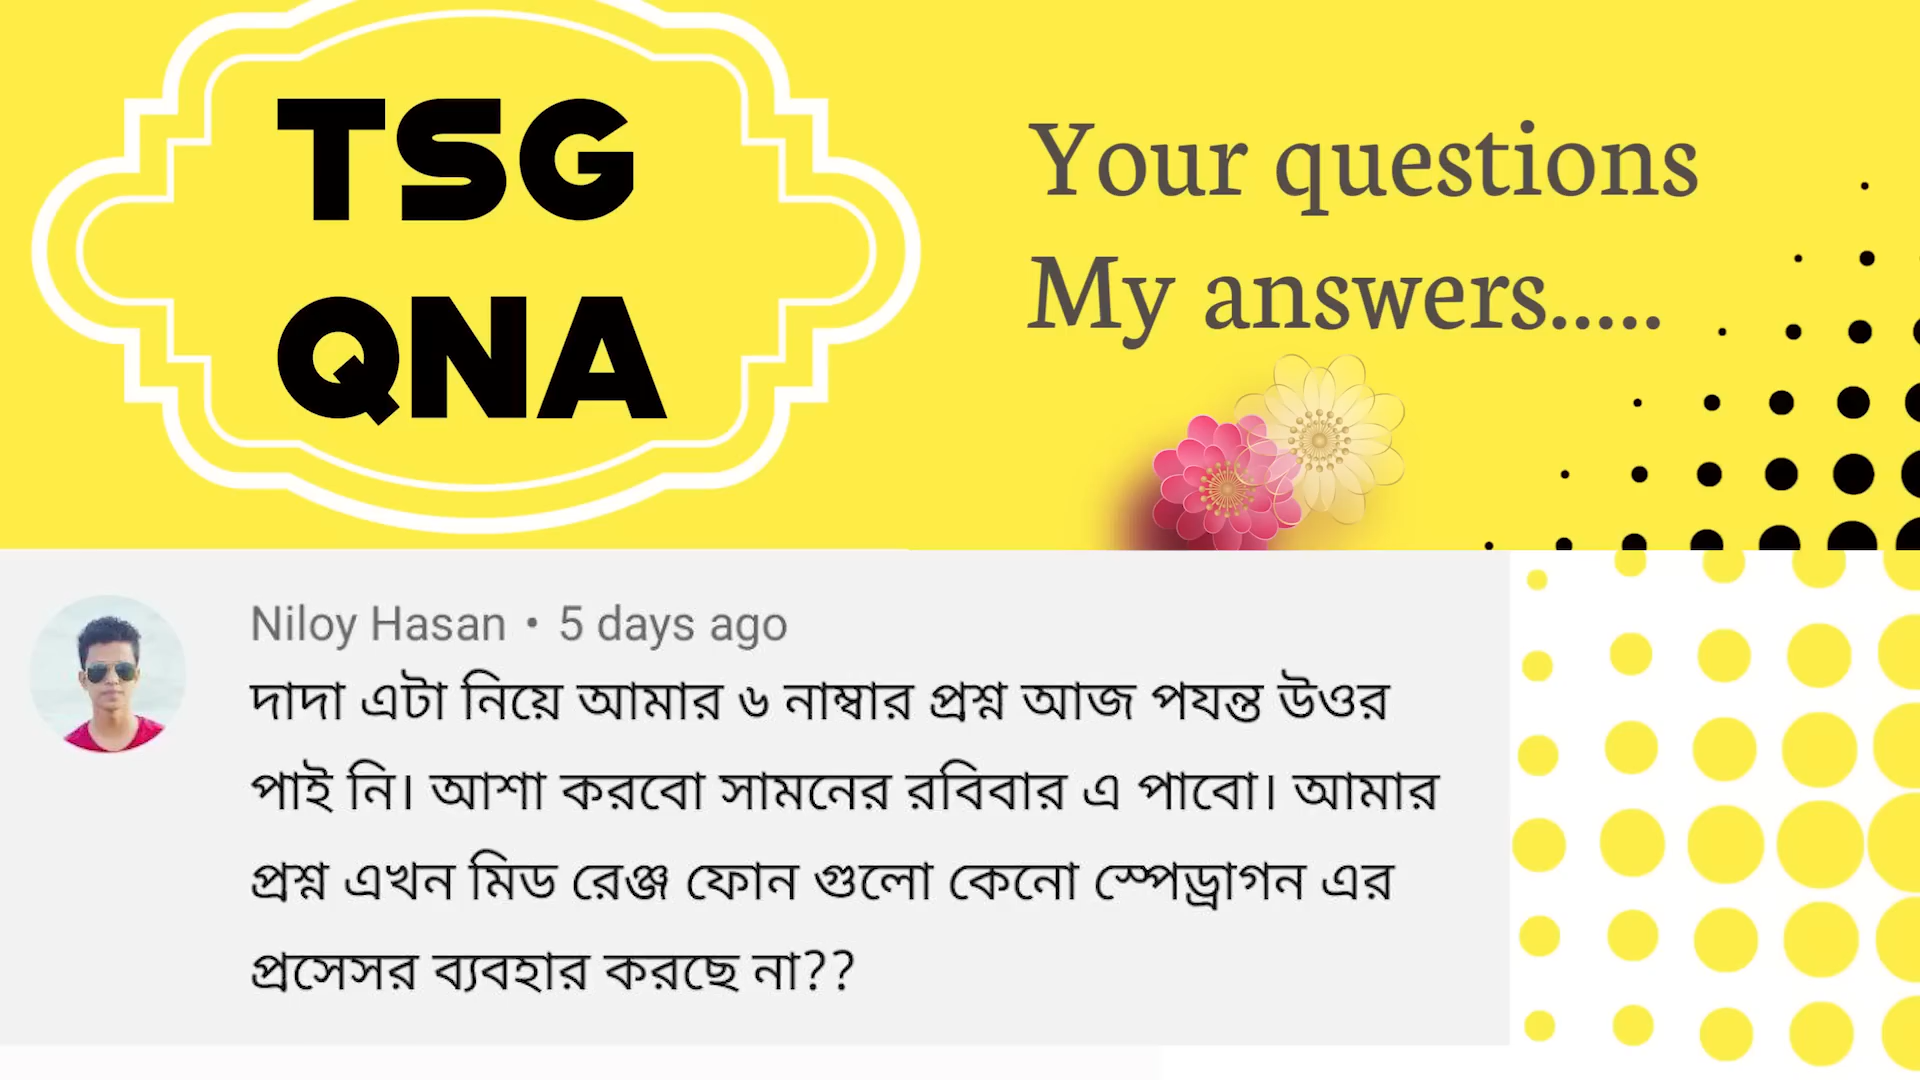 TSG
QNA
Your questions
My answers.....
Niloy Hasan • 5 days ago
দাদা এটা নিয়ে আমার ৬ নাম্বার প্রশ্ন আজ পযন্ত উওর
পাই নি। আশা করবো সামনের রবিবার এ পাবো। আমার
প্রশ্ন এখন মিড রেঞ্জ ফোন গুলো কেনো স্পেড্রাগন এর
প্রসেসর ব্যবহার করছে না??